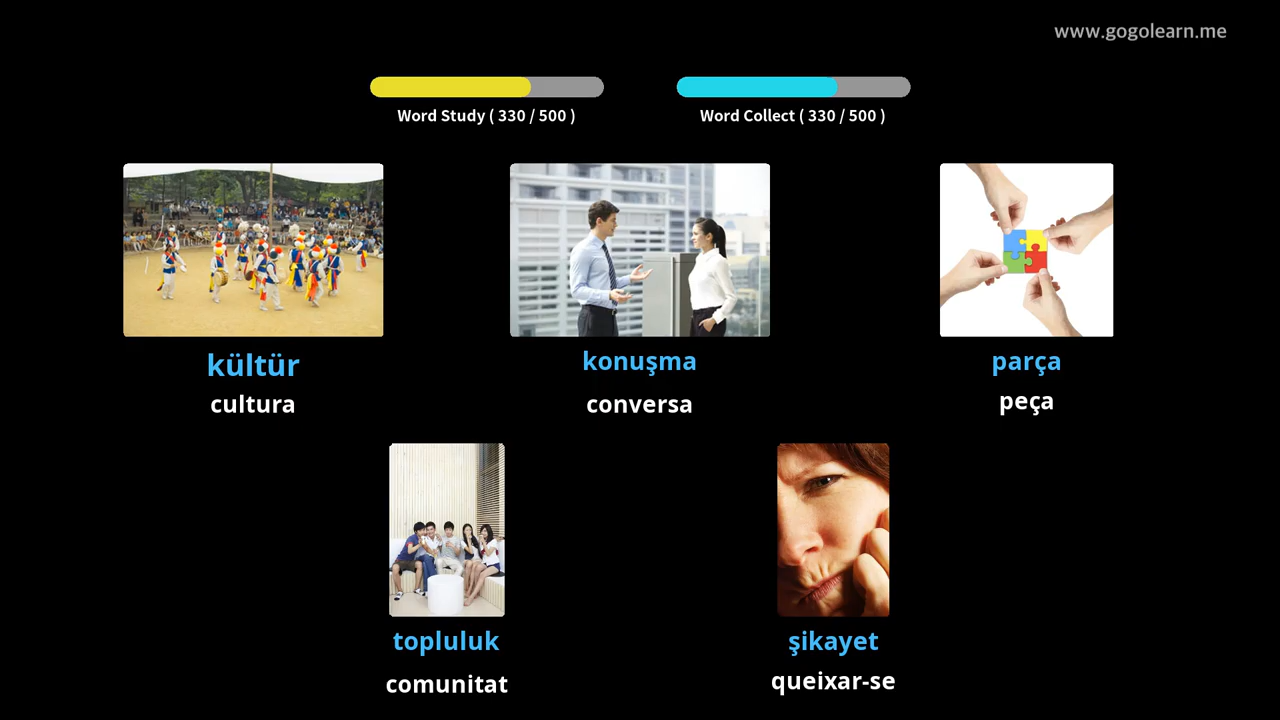 www.gogolearn.me
Word Study ( 330 / 500 )
Word Collect ( 330 / 500 )
kültür
cultura
konuşma
conversa
parça
peça
topluluk
comunitat
şikayet
queixar-se